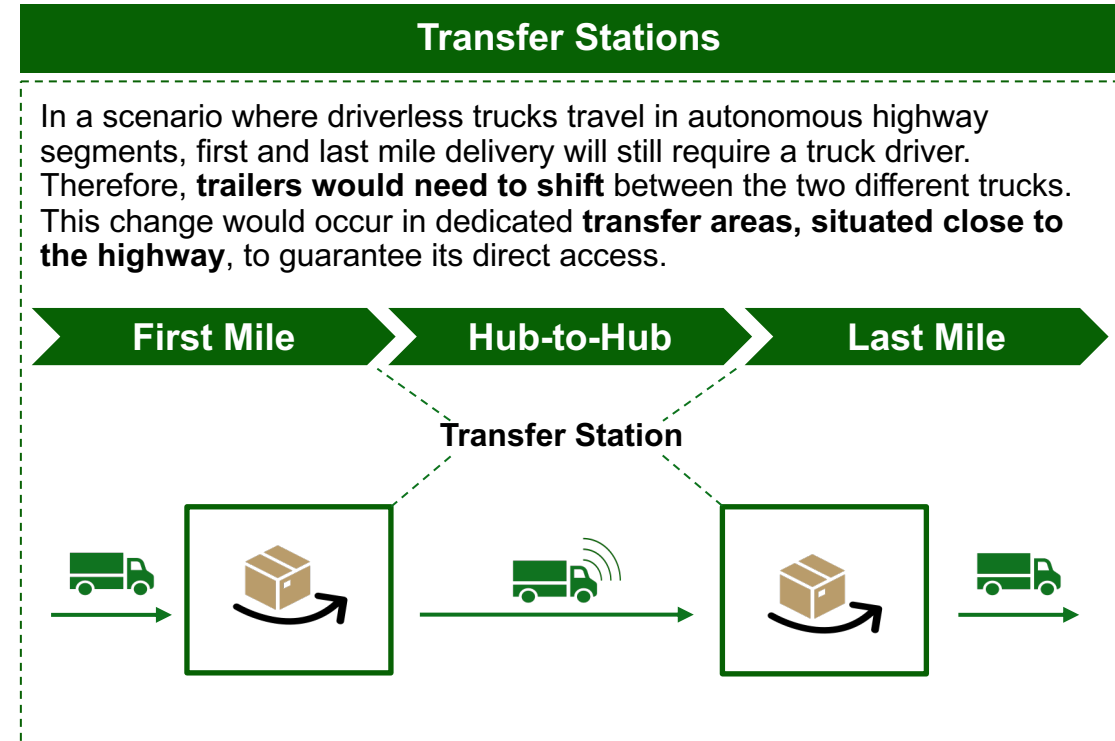 Transfer Stations
In a scenario where driverless trucks travel in autonomous highway
segments, first and last mile delivery will still require a truck driver.
Therefore, trailers would need to shift between the two different trucks.
This change would occur in dedicated transfer areas, situated close to
the highway, to guarantee its direct access.
First Mile
Hub-to-Hub
Last Mile
Transfer Station